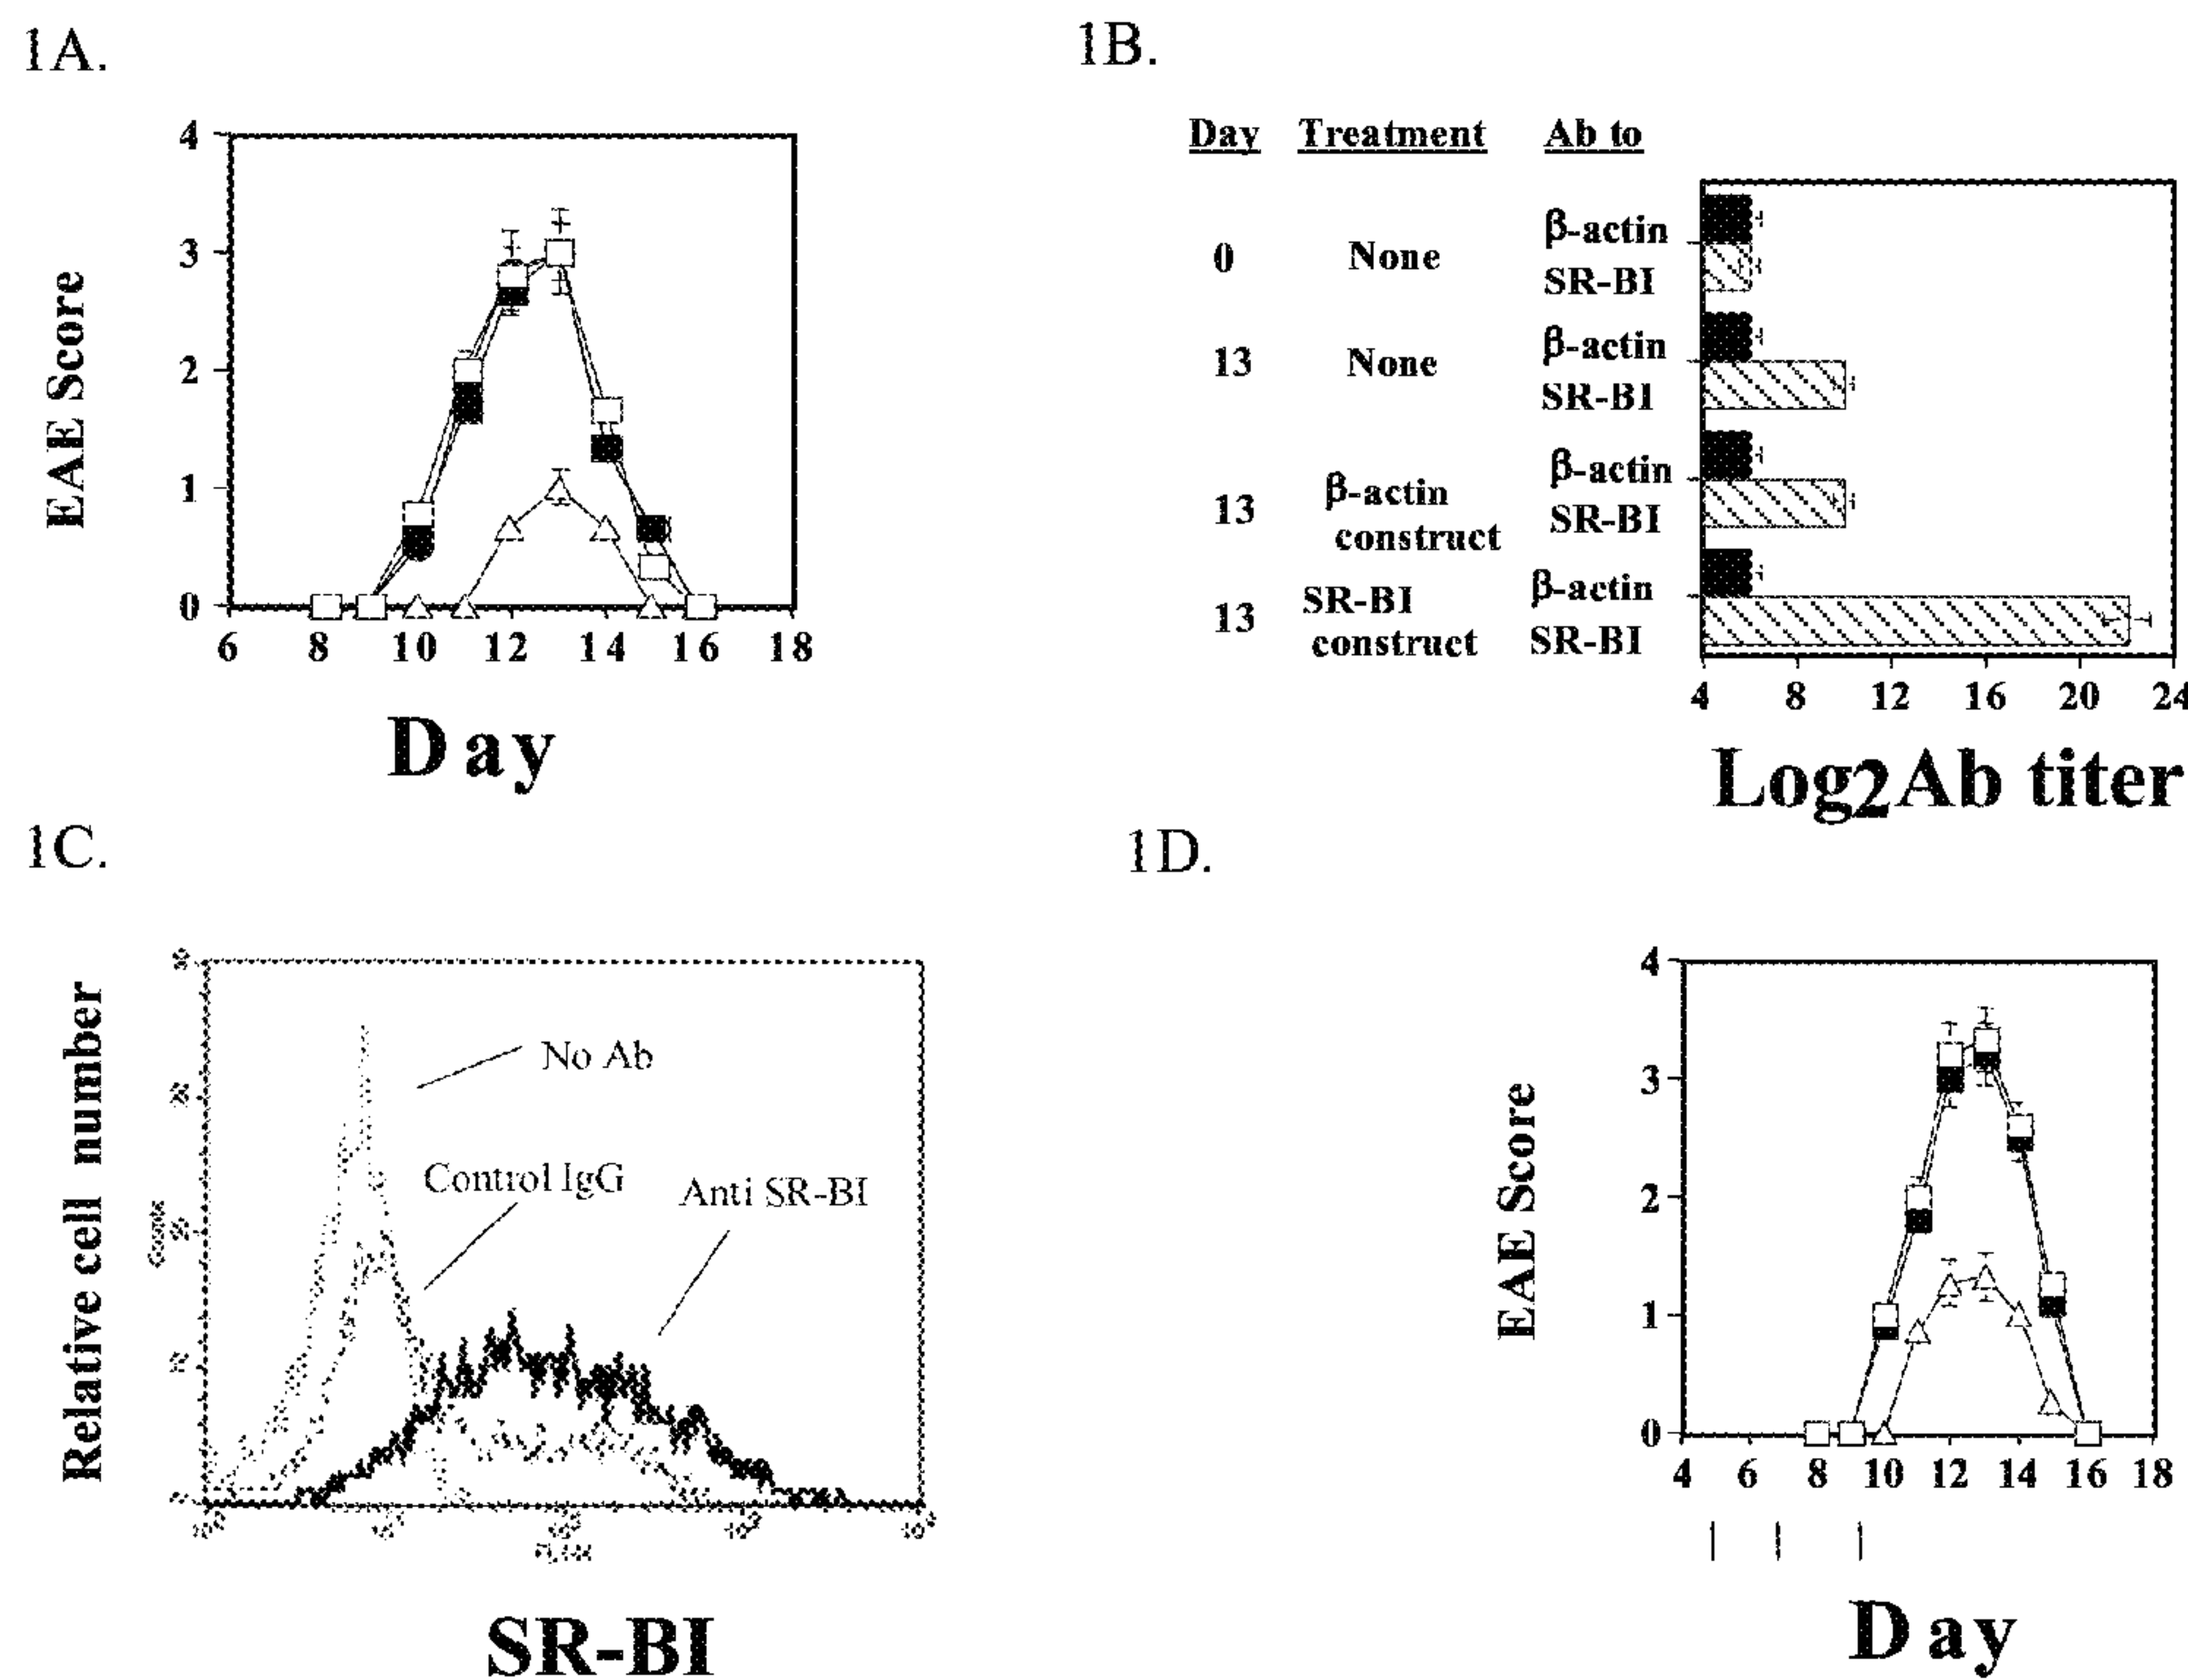 1A.
4
3
2
1
0
6 8 10 12 14 16 18
EAE Score
Day
1B.
Day Treatment Ab to
0 None β-actin
SR-BI
13 None β-actin
SR-BI
13 β-actin construct β-actin
SR-BI
13 SR-BI construct β-actin
SR-BI
4 8 12 16 20 24
Log2Ab titer
1C.
Relative cell number
No Ab
Control IgG
Anti SR-BI
SR-BI
1D.
4
3
2
1
0
4 6 8 10 12 14 16 18
EAE Score
Day